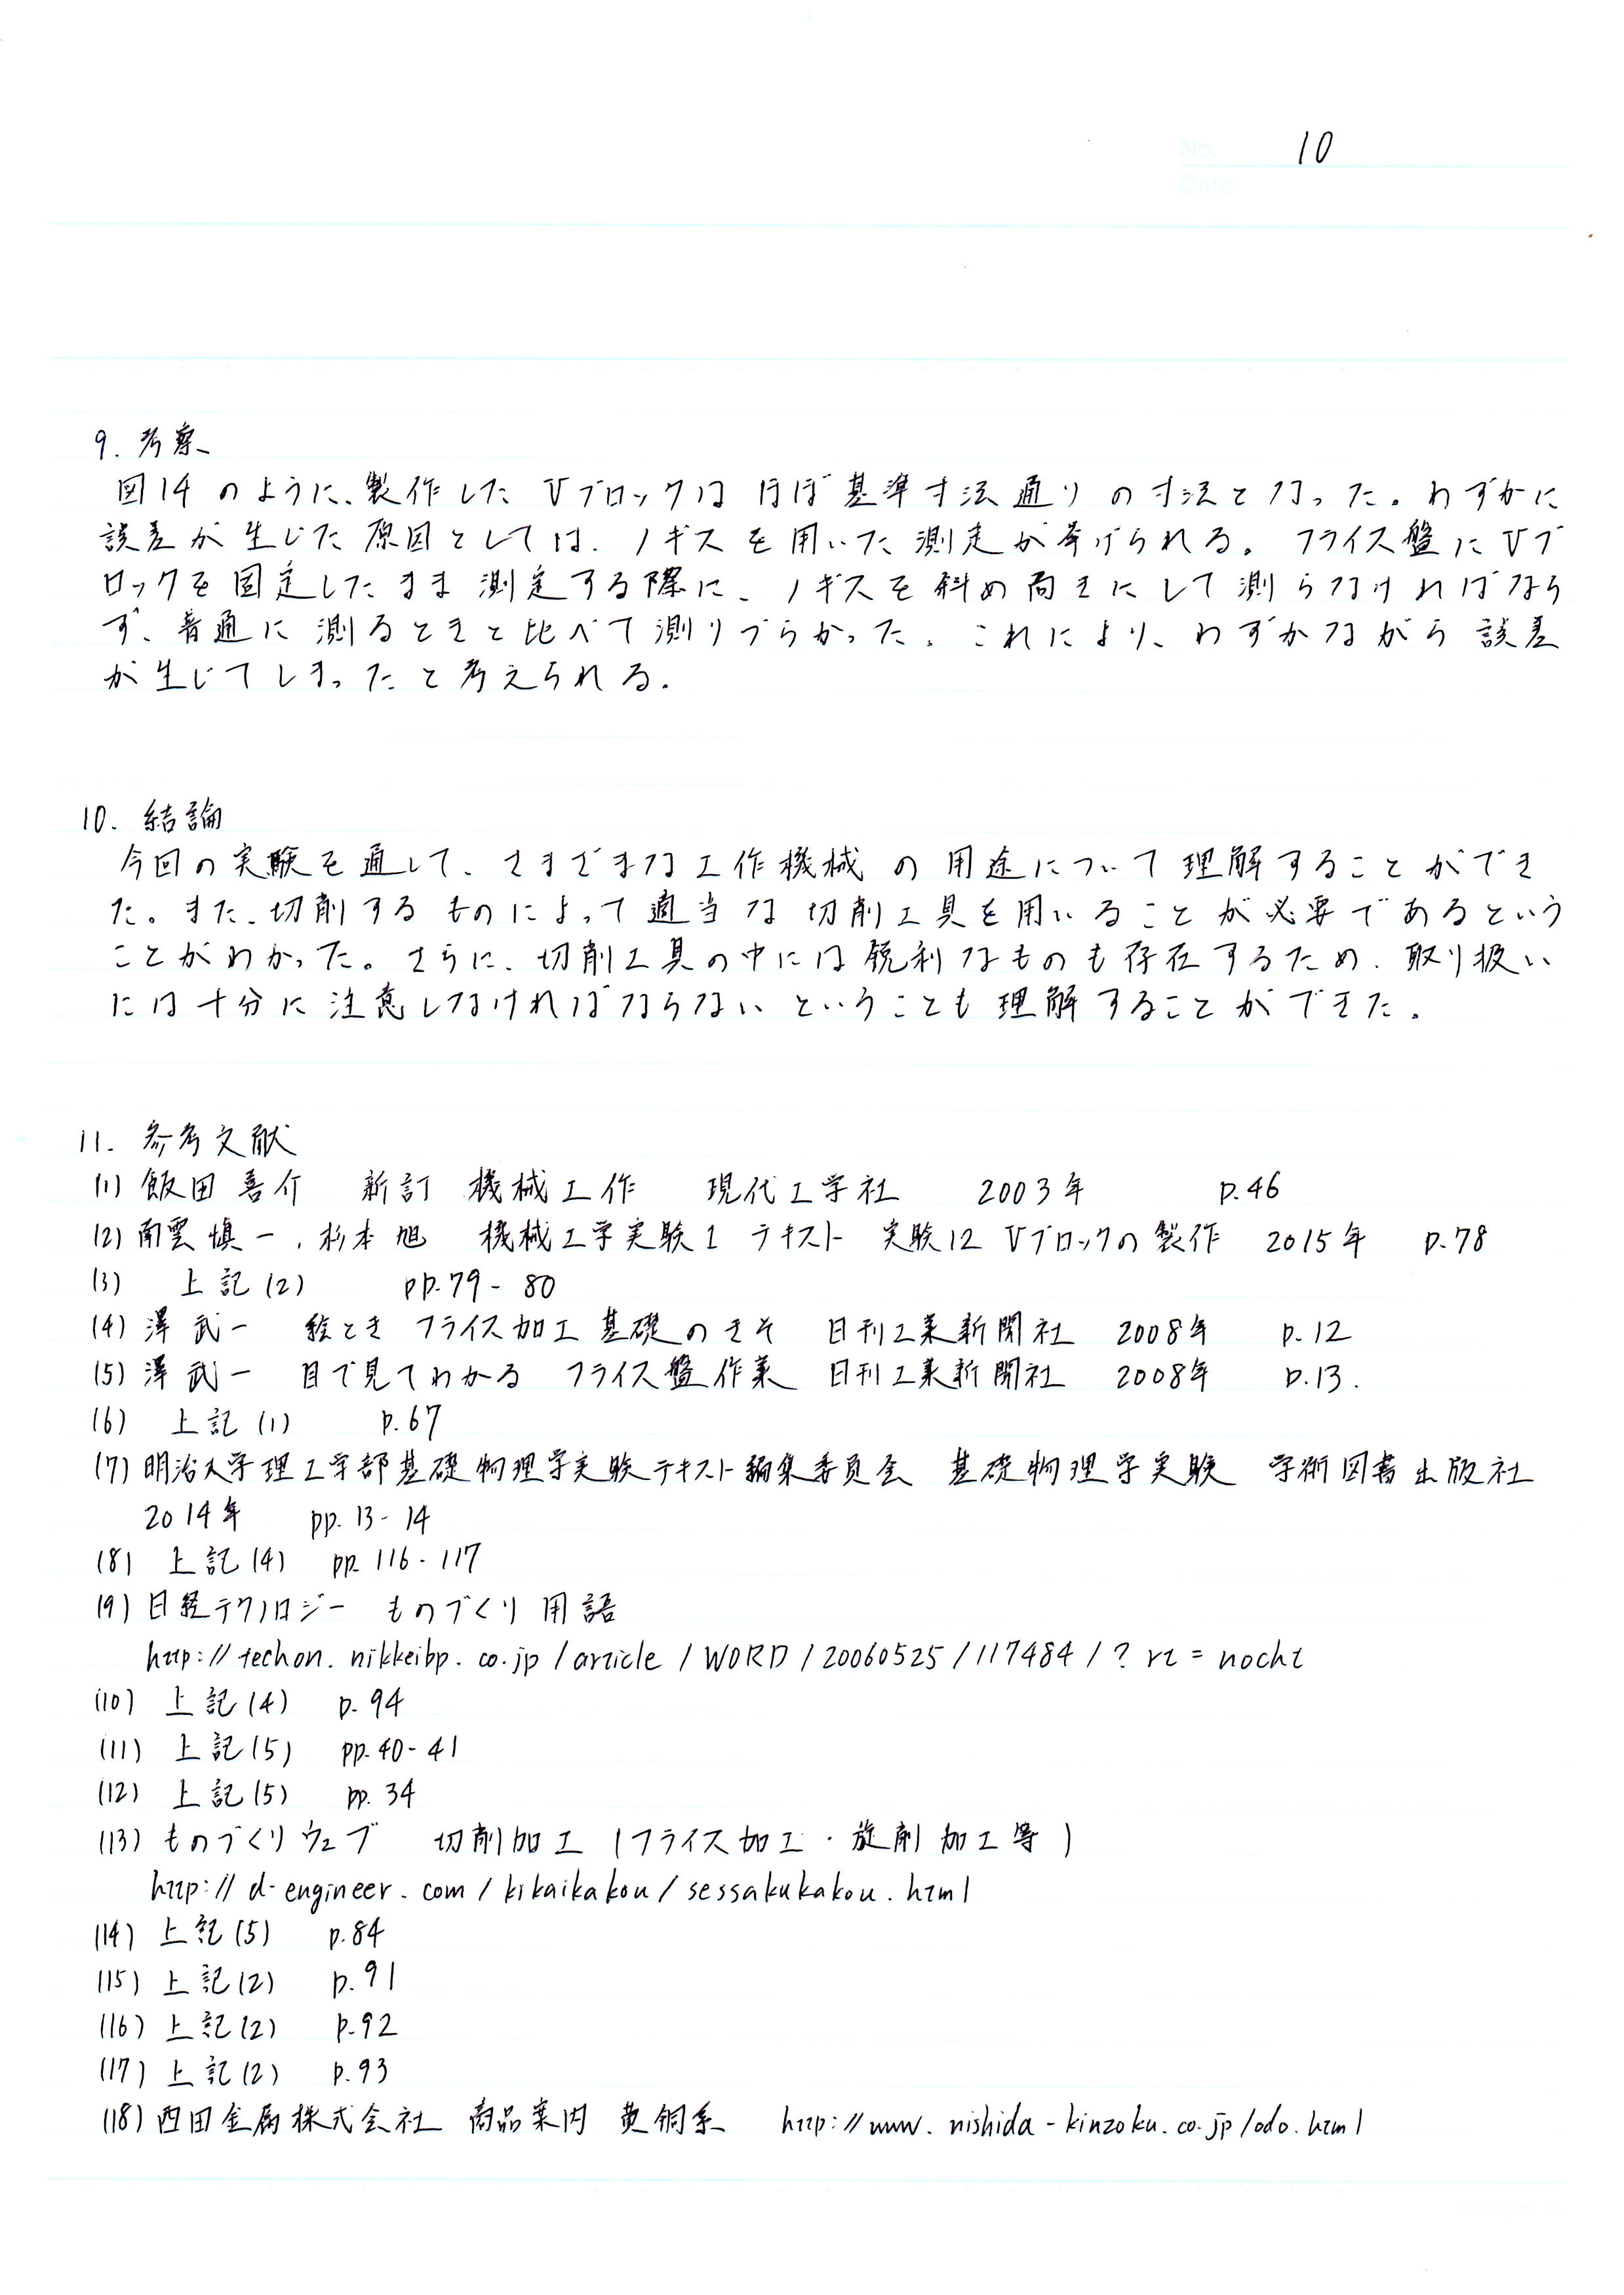 No. 10
Date
9. 考察
図14のように、製作したVブロックはほぼ基準寸法通りの寸法となった。わずかに
誤差が生じた原因としては、ノギスを用いた測定が挙げられる。フライス盤にVブ
ロックを固定したまま測定する際に、ノギスを斜め向きにして測らなければなら
ず、普通に測るときと比べて測りづらかった。これにより、わずかながら誤差
が生じてしまったと考えられる。
10. 結論
今回の実験を通して、さまざまな工作機械の用途について理解することができ
た。また、切削するものによって適当な切削工具を用いることが必要であるという
ことがわかった。さらに、切削工具の中には鋭利なものも存在するため、取り扱い
には十分に注意しなければならないということも理解することができた。
11. 参考文献
(1) 飯田喜介 新訂 機械工作 現代工学社 2003年 p.46
(2) 南雲慎一, 杉本旭 機械工学実験1 テキスト 実験12 Vブロックの製作 2015年 p.78
(3) 上記(2) pp.79-80
(4) 澤武一 絵とき フライス加工基礎のきそ 日刊工業新聞社 2008年 p.12
(5) 澤武一 目で見てわかる フライス盤作業 日刊工業新聞社 2008年 p.13.
(6) 上記(1) p.67
(7) 明治大学理工学部基礎物理学実験テキスト編集委員会 基礎物理学実験 学術図書出版社
2014年 pp.13-14
(8) 上記(4) pp.116-117
(9) 日経テクノロジー ものづくり用語
http://techon.nikkeibp.co.jp/article/WORD/20060525/117484/?rt=nocnt
(10) 上記(4) p.94
(11) 上記(5) pp.40-41
(12) 上記(5) pp.34
(13) ものづくりウェブ 切削加工(フライス加工・旋削加工等)
http://d-engineer.com/kikaikakou/sessakukakou.html
(14) 上記(5) p.84
(15) 上記(2) p.91
(16) 上記(2) p.92
(17) 上記(2) p.93
(18) 西田金属株式会社 商品案内 黄銅系 http://www.nishida-kinzoku.co.jp/odo.html